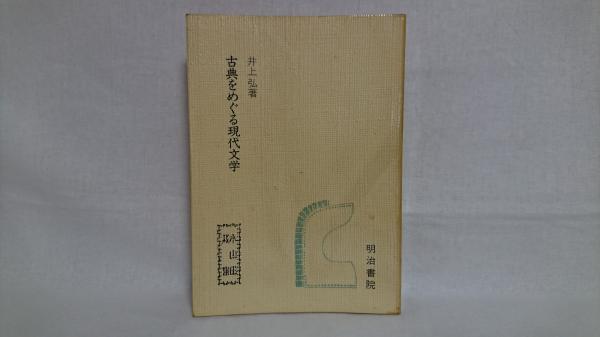 井上弘著
古典をめぐる現代文学
明治書院